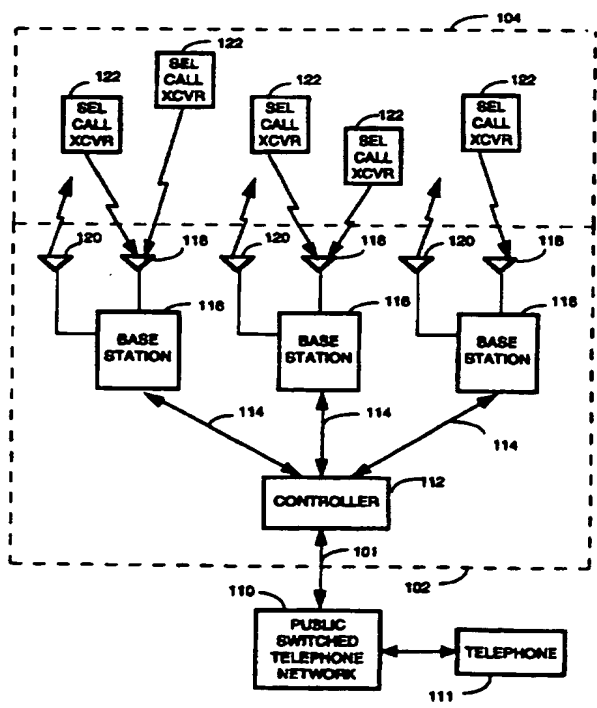 104
122
122
122
122
122
SEL
CALL
XCVR
SEL
CALL
XCVR
SEL
CALL
XCVR
SEL
CALL
XCVR
SEL
CALL
XCVR
120
118
120
118
120
118
116
116
116
BASE
STATION
BASE
STATION
BASE
STATION
114
114
114
112
CONTROLLER
101
102
110
PUBLIC
SWITCHED
TELEPHONE
NETWORK
TELEPHONE
111